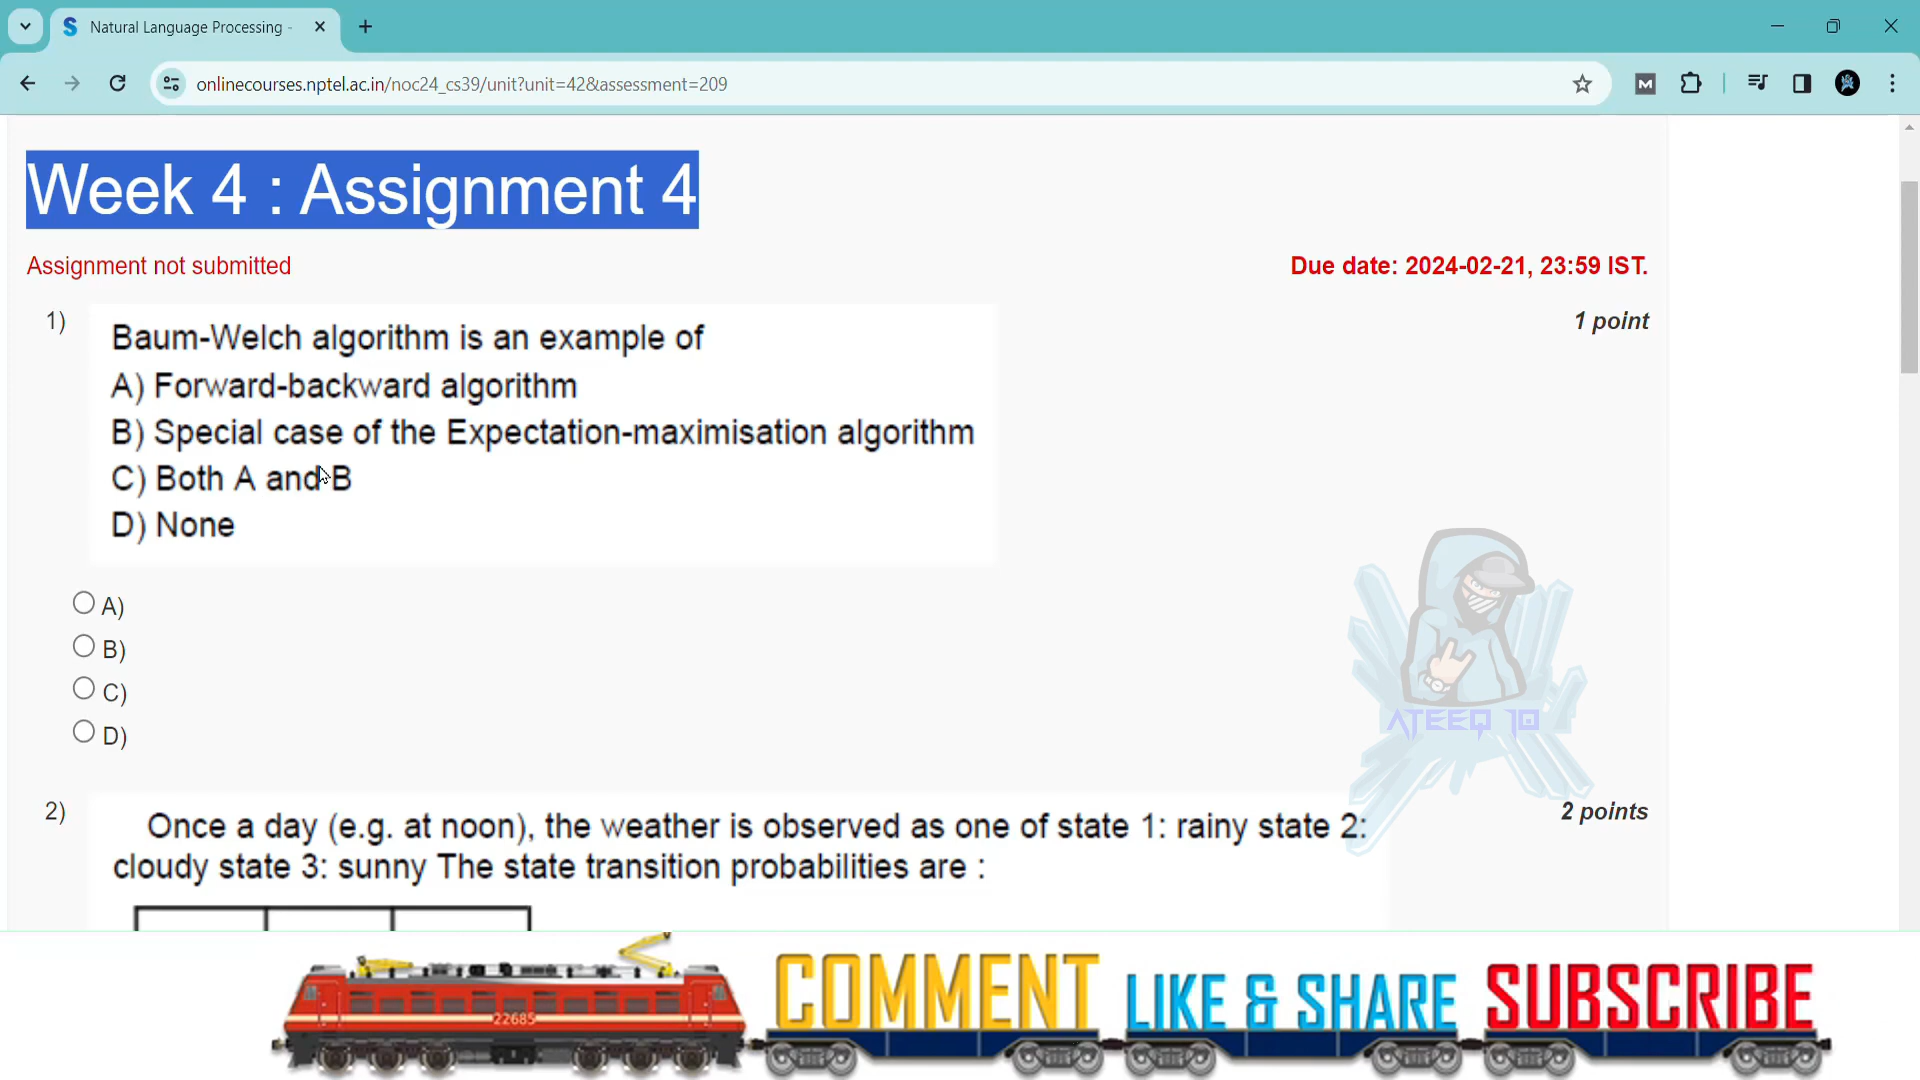 Natural Language Processing -
onlinecourses.nptel.ac.in/noc24_cs39/unit?unit=42&assessment=209
Week 4 : Assignment 4
Assignment not submitted
Due date: 2024-02-21, 23:59 IST.
1)
1 point
Baum-Welch algorithm is an example of
A) Forward-backward algorithm
B) Special case of the Expectation-maximisation algorithm
C) Both A and B
D) None
A)
B)
C)
D)
ATEEQ 10
2)
2 points
Once a day (e.g. at noon), the weather is observed as one of state 1: rainy state 2:
cloudy state 3: sunny The state transition probabilities are :
22685
COMMENT
LIKE & SHARE
SUBSCRIBE